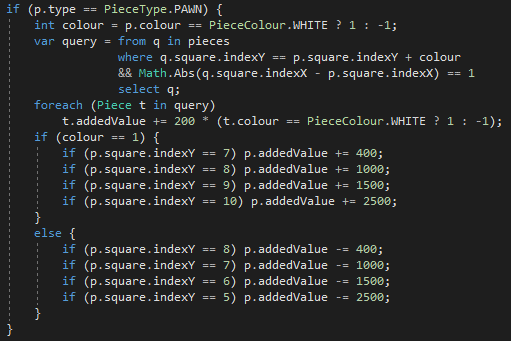 if (p.type == PieceType.PAWN) {
    int colour = p.colour == PieceColour.WHITE ? 1 : -1;
    var query = from q in pieces
                where q.square.indexY == p.square.indexY + colour
                && Math.Abs(q.square.indexX - p.square.indexX) == 1
                select q;
    foreach (Piece t in query)
        t.addedValue += 200 * (t.colour == PieceColour.WHITE ? 1 : -1);
    if (colour == 1) {
        if (p.square.indexY == 7) p.addedValue += 400;
        if (p.square.indexY == 8) p.addedValue += 1000;
        if (p.square.indexY == 9) p.addedValue += 1500;
        if (p.square.indexY == 10) p.addedValue += 2500;
    }
    else {
        if (p.square.indexY == 8) p.addedValue -= 400;
        if (p.square.indexY == 7) p.addedValue -= 1000;
        if (p.square.indexY == 6) p.addedValue -= 1500;
        if (p.square.indexY == 5) p.addedValue -= 2500;
    }
}